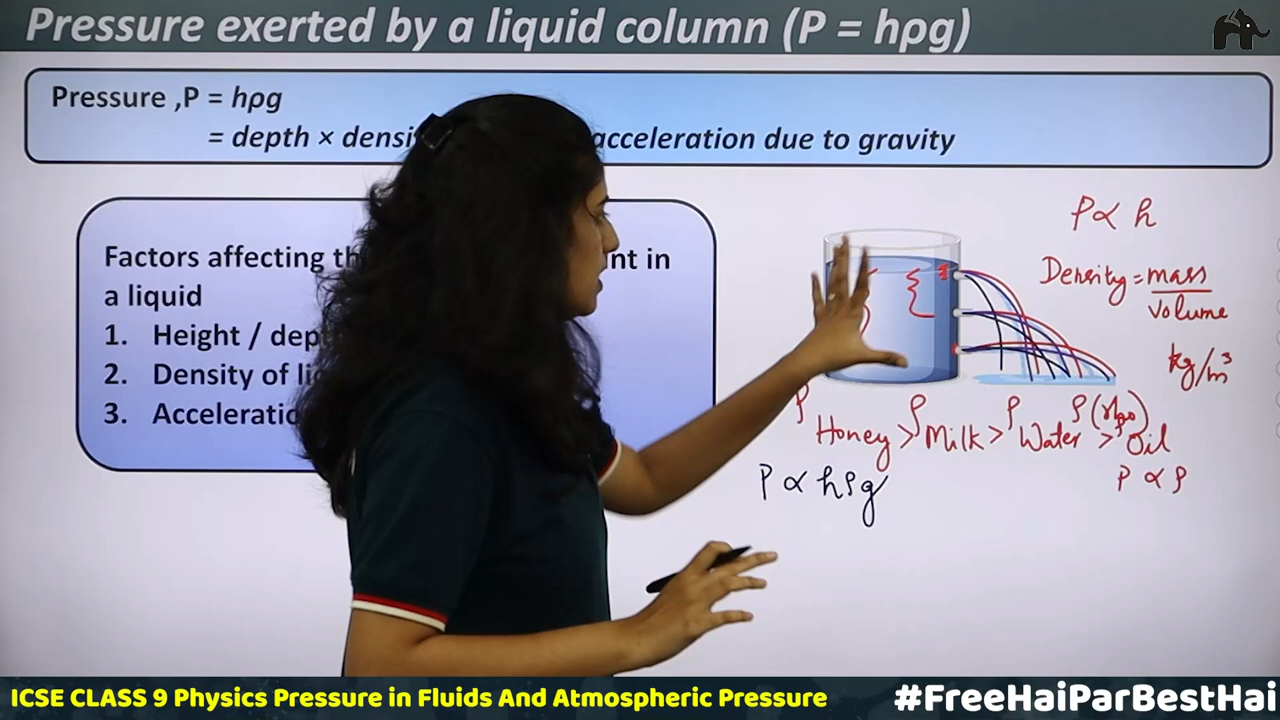 Pressure exerted by a liquid column (P = hρg)
Pressure ,P = hρg
= depth × densi acceleration due to gravity
Factors affecting th nt in
a liquid
1. Height / dep
2. Density of li
3. Acceleratio
P ∝ h
Density = mass
volume
kg/m³
ρ ρ ρ ρ (rho)
Honey > Milk > Water > Oil
P ∝ hρg
P ∝ ρ
ICSE CLASS 9 Physics Pressure in Fluids And Atmospheric Pressure
#FreeHaiParBestHai